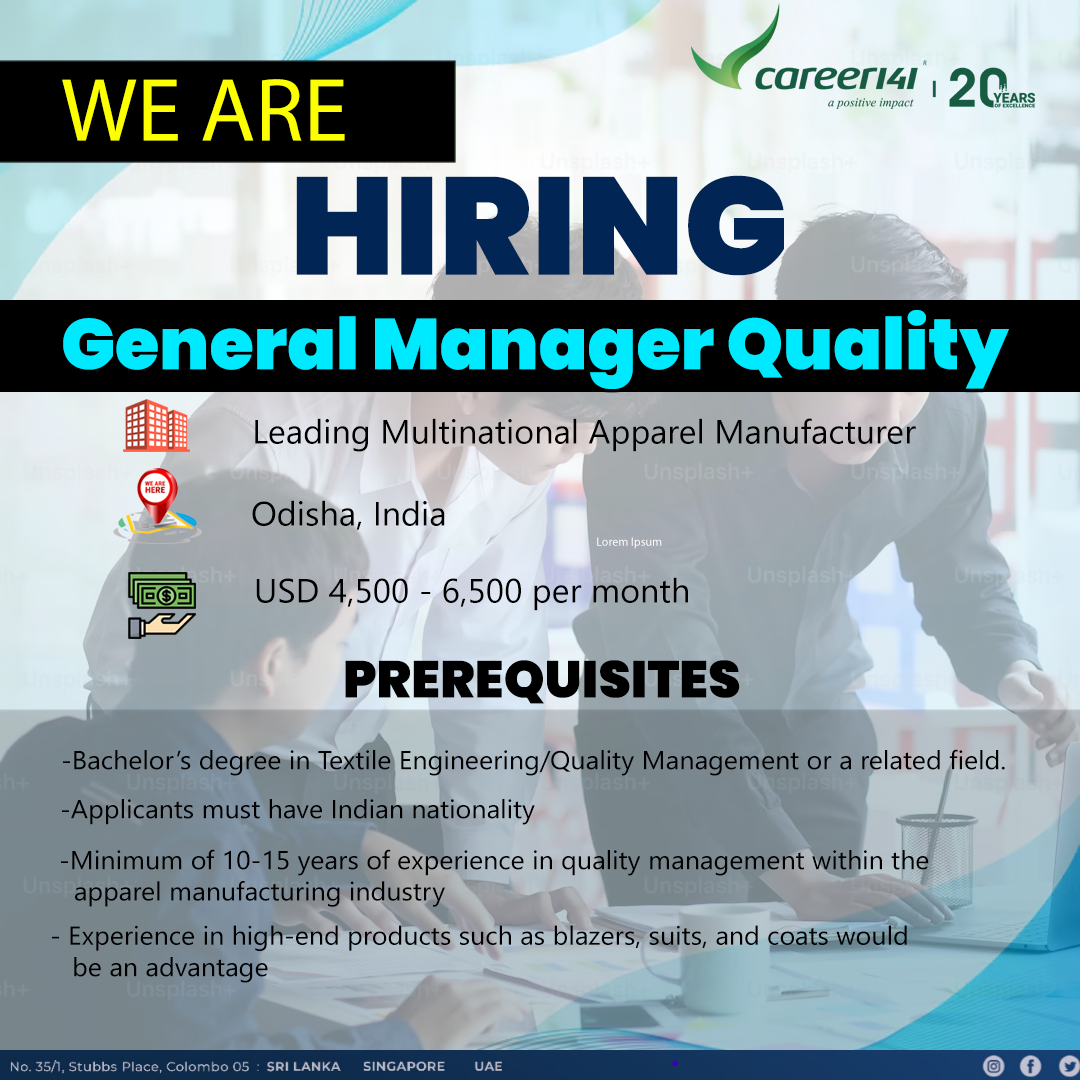 career141
a positive impact
20 YEARS
OF EXCELLENCE
WE ARE
HIRING
General Manager Quality
Leading Multinational Apparel Manufacturer
WE ARE
HERE
Odisha, India
Lorem Ipsum
USD 4,500 - 6,500 per month
PREREQUISITES
-Bachelor’s degree in Textile Engineering/Quality Management or a related field.
-Applicants must have Indian nationality
-Minimum of 10-15 years of experience in quality management within the
apparel manufacturing industry
- Experience in high-end products such as blazers, suits, and coats would
be an advantage
No. 35/1, Stubbs Place, Colombo 05 : SRI LANKA SINGAPORE UAE
Unsplash+